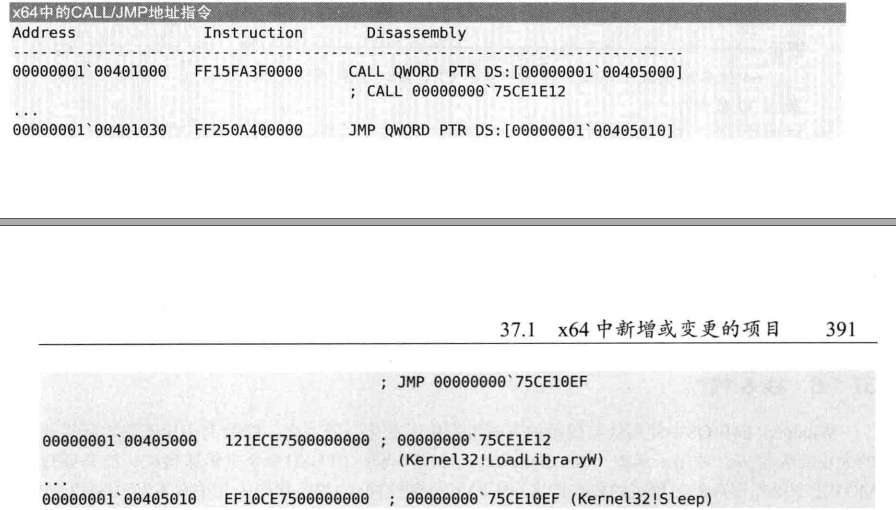 x64中的CALL/JMP地址指令
Address Instruction Disassembly
--------------------------------------------------------------------------------
00000001`00401000 FF15FA3F0000 CALL QWORD PTR DS:[00000001`00405000]
; CALL 00000000`75CE1E12
...
00000001`00401030 FF250A400000 JMP QWORD PTR DS:[00000001`00405010]
37.1 x64 中新增或变更的项目 391
; JMP 00000000`75CE10EF
00000001`00405000 121ECE7500000000 ; 00000000`75CE1E12
(Kernel32!LoadLibraryW)
...
00000001`00405010 EF10CE7500000000 ; 00000000`75CE10EF (Kernel32!Sleep)